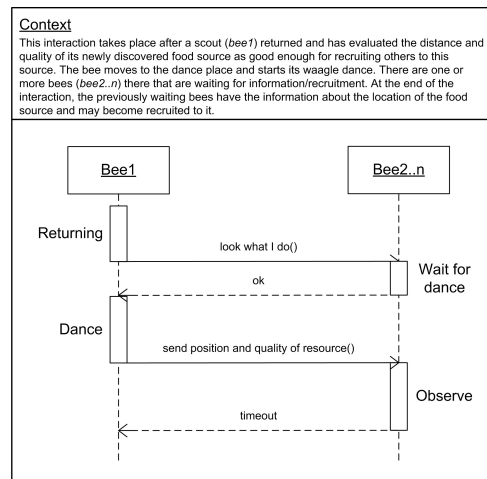 Context
This interaction takes place after a scout (bee1) returned and has evaluated the distance and
quality of its newly discovered food source as good enough for recruiting others to this
source. The bee moves to the dance place and starts its waagle dance. There are one or
more bees (bee2..n) there that are waiting for information/recruitment. At the end of the
interaction, the previously waiting bees have the information about the location of the food
source and may become recruited to it.
Bee1
Bee2..n
Returning
look what I do()
Wait for
dance
ok
Dance
send position and quality of resource()
Observe
timeout